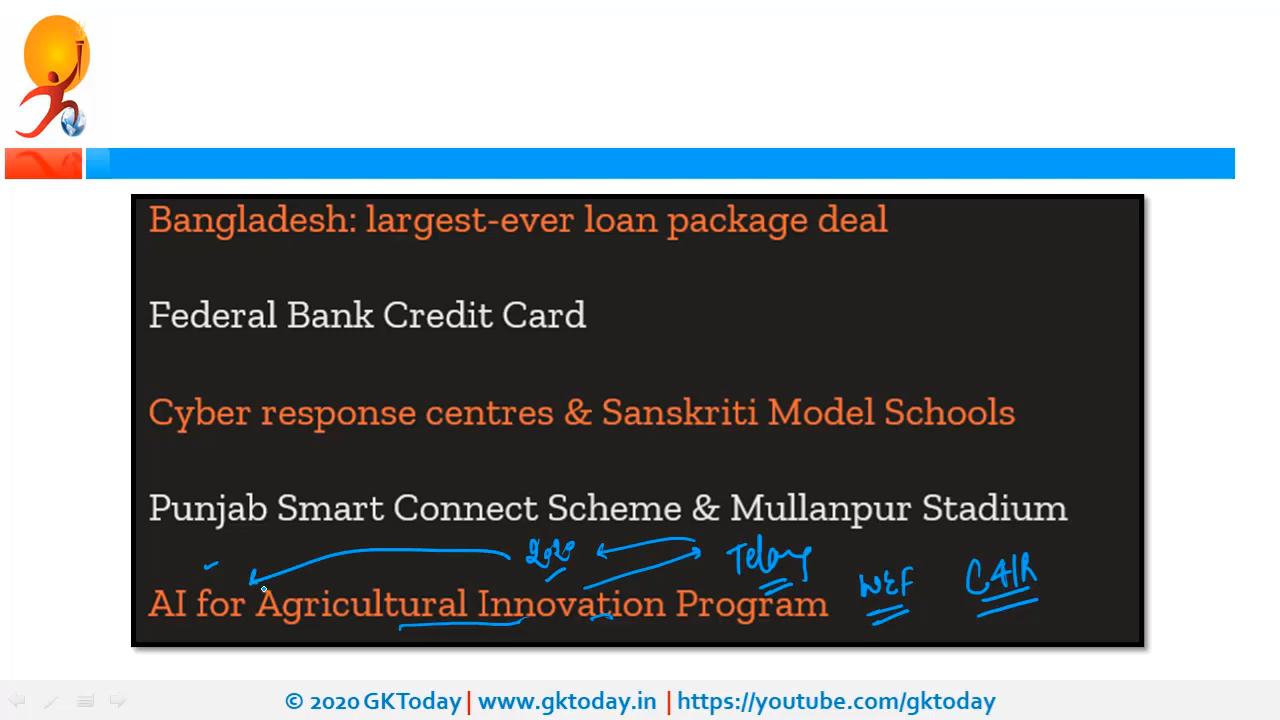 Bangladesh: largest-ever loan package deal
Federal Bank Credit Card
Cyber response centres & Sanskriti Model Schools
Punjab Smart Connect Scheme & Mullanpur Stadium
2020
WEF C4IR
AI for Agricultural Innovation Program
© 2020 GKToday | www.gktoday.in | https://youtube.com/gktoday